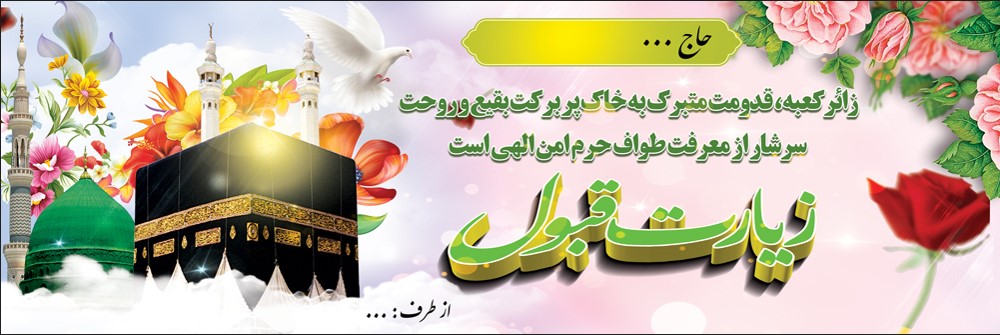 حاج ...
زائر کعبه، قدومت متبرک به خاک پر برکت بقیع و روحت
سرشار از معرفت طواف حرم امن الهی است
زیارت قبول
از طرف: ...